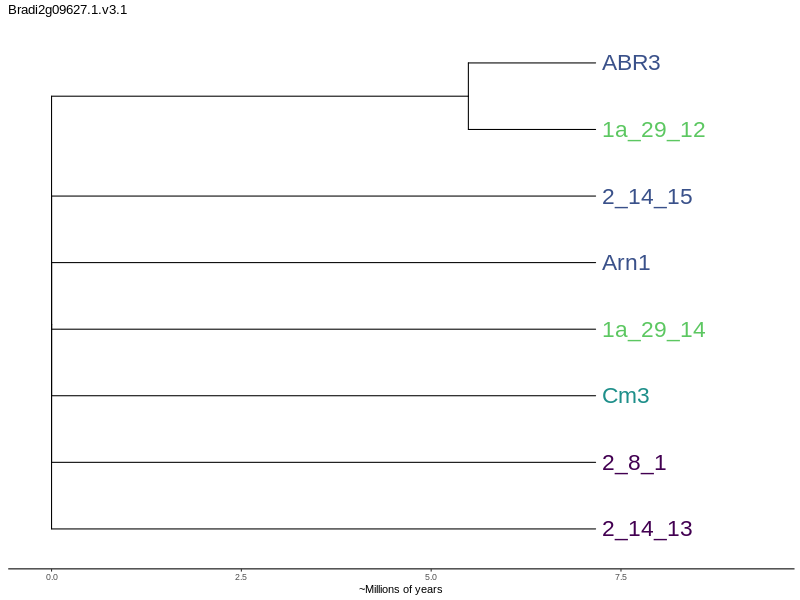 Bradi2g09627.1.v3.1
ABR3
1a_29_12
2_14_15
Arn1
1a_29_14
Cm3
2_8_1
2_14_13
0.0 2.5 5.0 7.5
~Millions of years